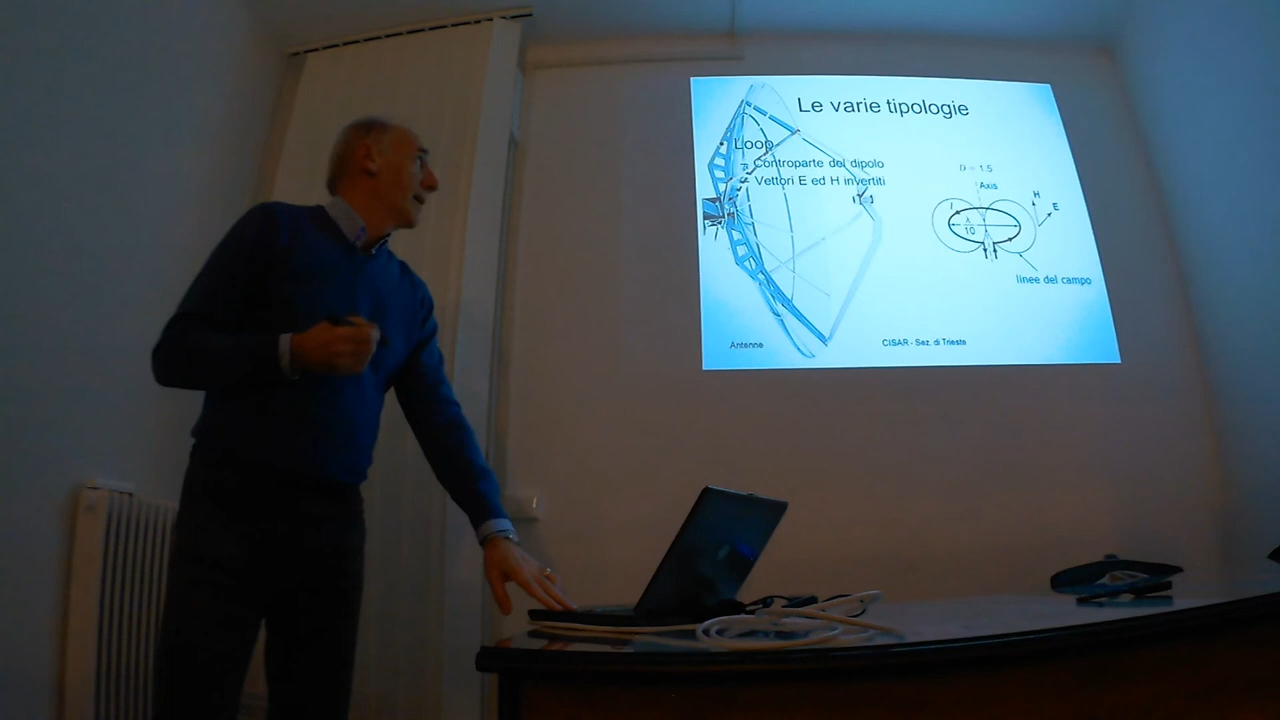 Le varie tipologie
Loop
Controparte del dipolo
Vettori E ed H invertiti
D = 1.5
Axis
H
E
λ
10
linee del campo
Antenne
CISAR - Sez. di Trieste